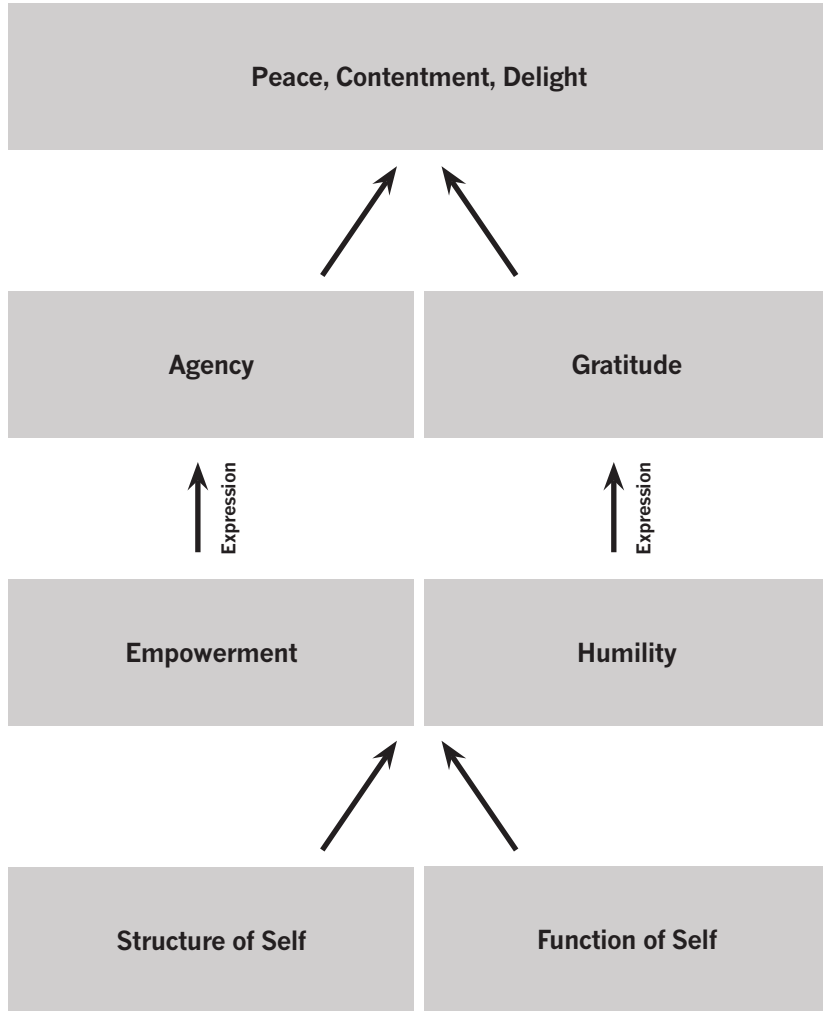 Peace, Contentment, Delight
Agency
Gratitude
Expression
Expression
Empowerment
Humility
Structure of Self
Function of Self